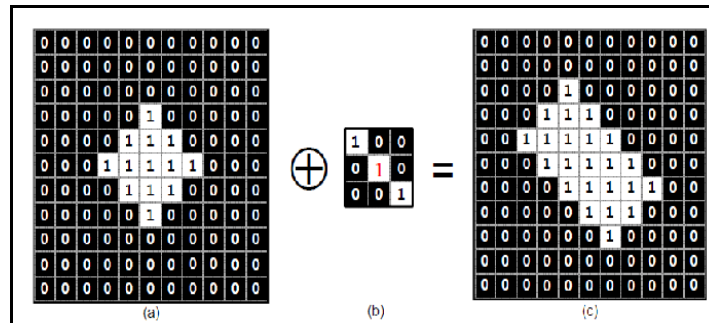 0 0 0 0 0 0 0 0 0 0 0
0 0 0 0 0 0 0 0 0 0 0
0 0 0 0 0 0 0 0 0 0 0
0 0 0 0 0 1 0 0 0 0 0
0 0 0 0 1 1 1 0 0 0 0
0 0 0 1 1 1 1 1 0 0 0
0 0 0 0 1 1 1 0 0 0 0
0 0 0 0 0 1 0 0 0 0 0
0 0 0 0 0 0 0 0 0 0 0
0 0 0 0 0 0 0 0 0 0 0
0 0 0 0 0 0 0 0 0 0 0
(a)
⊕
1 0 0
0 1 0
0 0 1
(b)
=
0 0 0 0 0 0 0 0 0 0 0
0 0 0 0 0 0 0 0 0 0 0
0 0 0 0 1 0 0 0 0 0 0
0 0 0 1 1 1 0 0 0 0 0
0 0 1 1 1 1 1 0 0 0 0
0 0 0 1 1 1 1 1 0 0 0
0 0 0 0 1 1 1 1 1 0 0
0 0 0 0 0 1 1 1 0 0 0
0 0 0 0 0 0 1 0 0 0 0
0 0 0 0 0 0 0 0 0 0 0
0 0 0 0 0 0 0 0 0 0 0
(c)